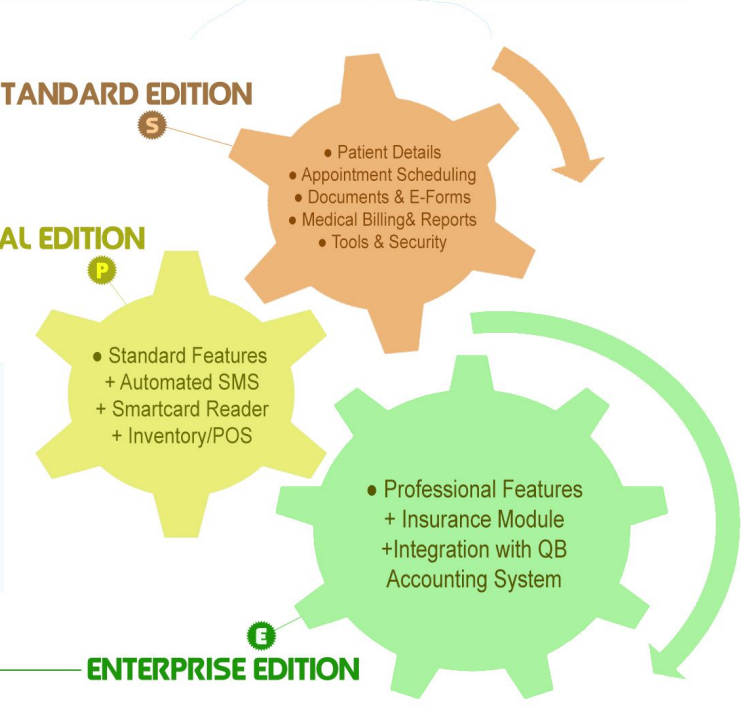 TANDARD EDITION
S
● Patient Details
● Appointment Scheduling
● Documents & E-Forms
● Medical Billing& Reports
● Tools & Security
AL EDITION
P
● Standard Features
+ Automated SMS
+ Smartcard Reader
+ Inventory/POS
● Professional Features
+ Insurance Module
+Integration with QB
Accounting System
E
ENTERPRISE EDITION